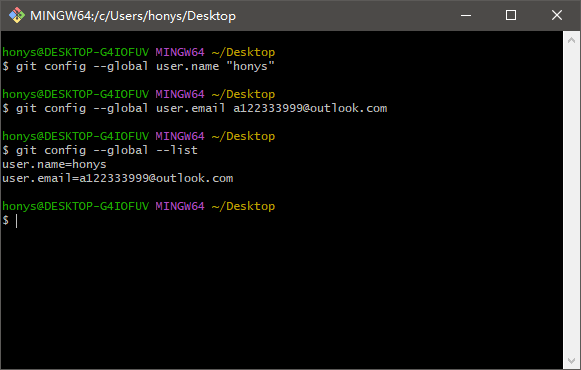 MINGW64:/c/Users/honys/Desktop
honys@DESKTOP-G4IOFUV MINGW64 ~/Desktop
$ git config --global user.name "honys"
honys@DESKTOP-G4IOFUV MINGW64 ~/Desktop
$ git config --global user.email a122333999@outlook.com
honys@DESKTOP-G4IOFUV MINGW64 ~/Desktop
$ git config --global --list
user.name=honys
user.email=a122333999@outlook.com
honys@DESKTOP-G4IOFUV MINGW64 ~/Desktop
$